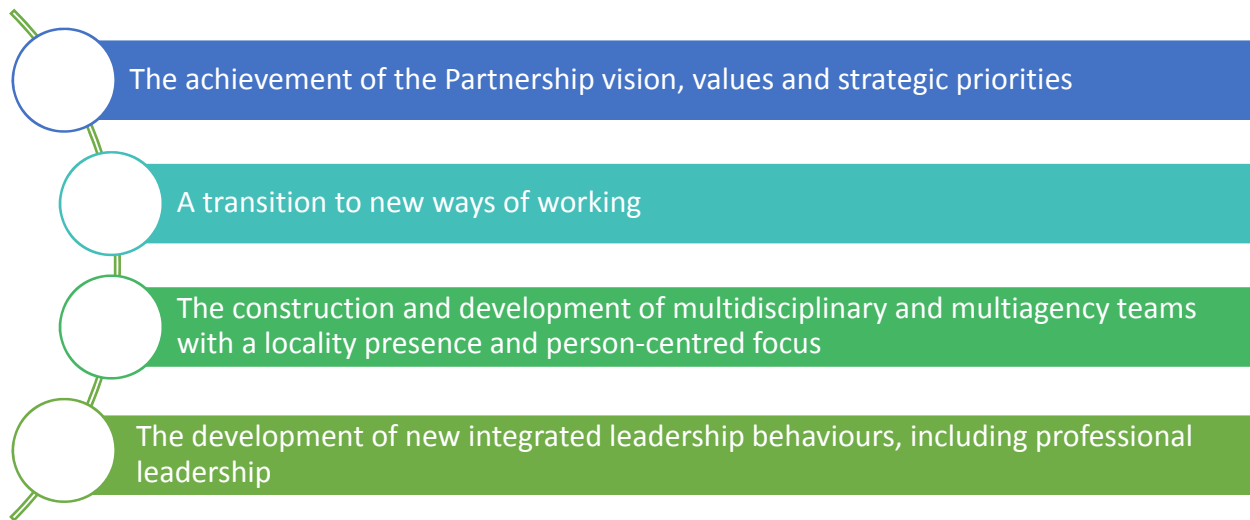 The achievement of the Partnership vision, values and strategic priorities
A transition to new ways of working
The construction and development of multidisciplinary and multiagency teams
with a locality presence and person-centred focus
The development of new integrated leadership behaviours, including professional
leadership